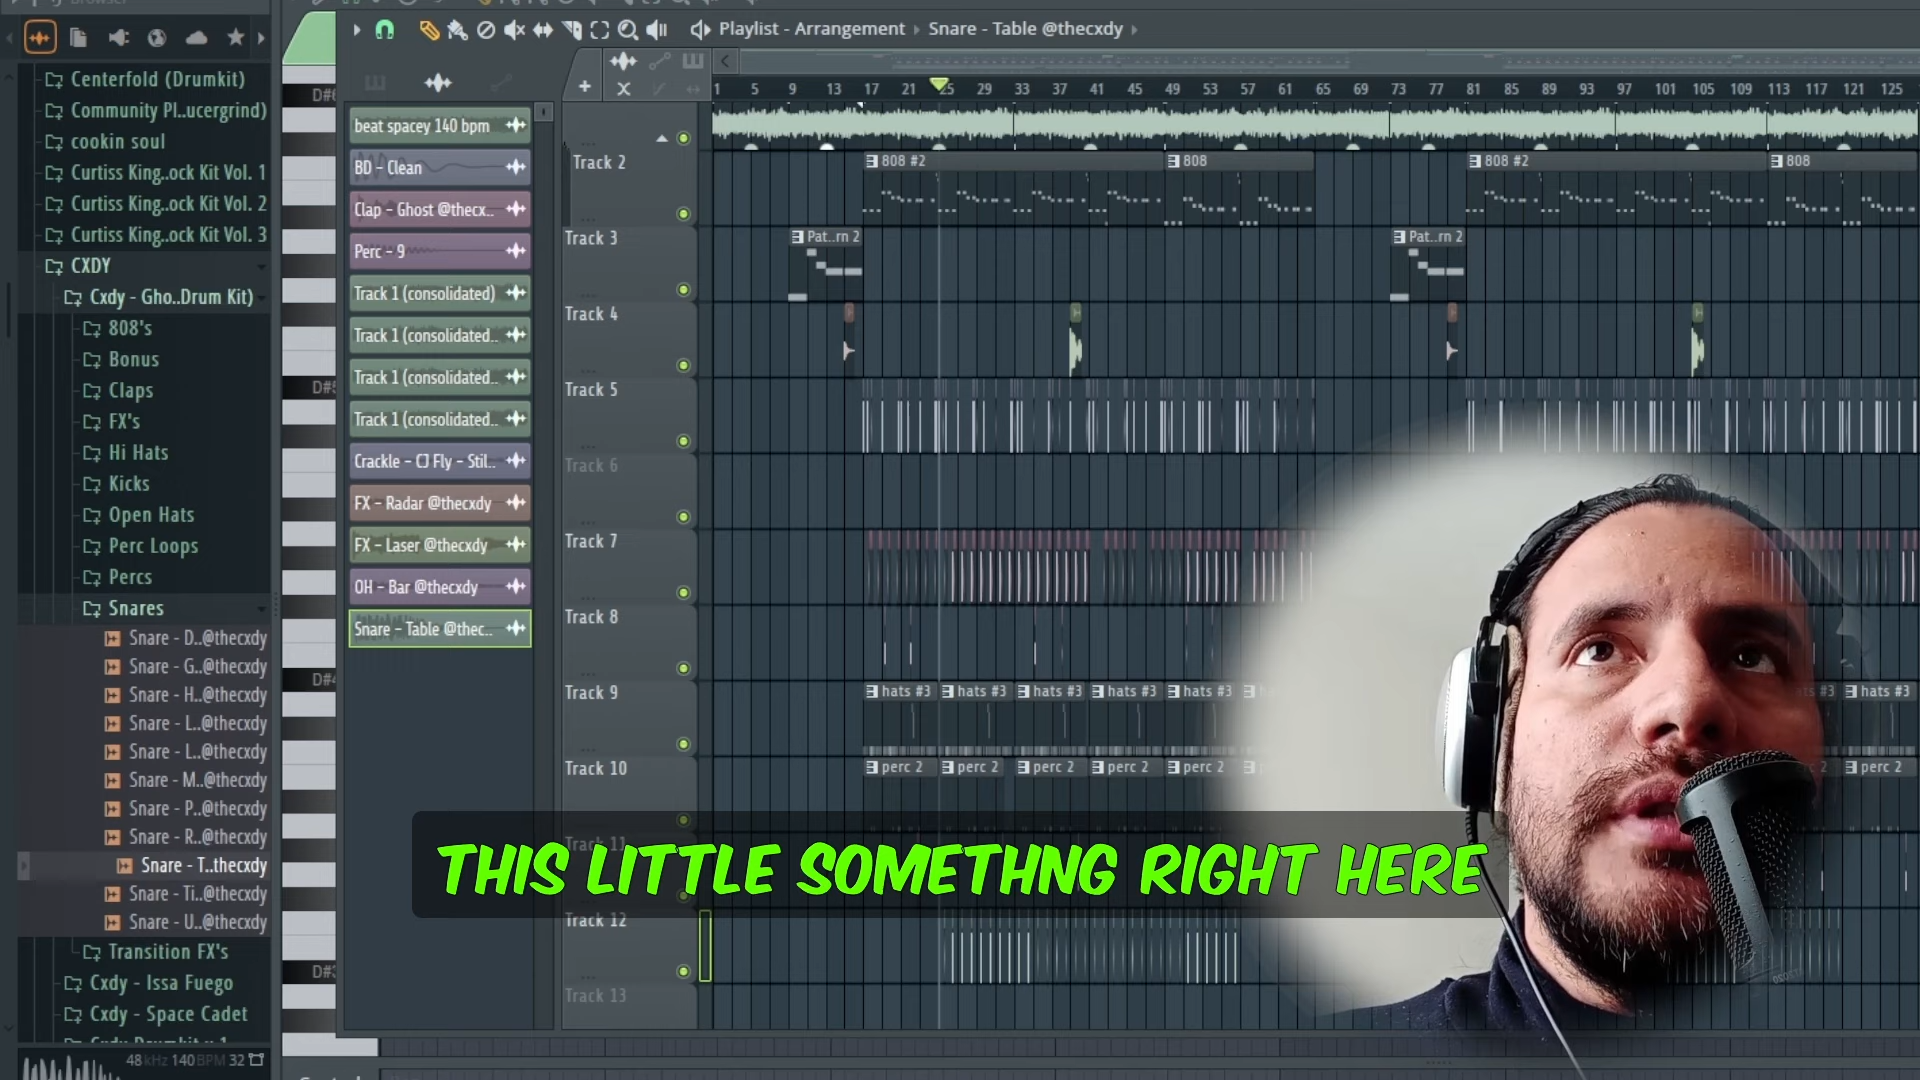 Browser
Playlist - Arrangement › Snare - Table @thecxdy ›
1 5 9 13 17 21 25 29 33 37 41 45 49 53 57 61 65 69 73 77 81 85 89 93 97 101 105 109 113 117 121 125
Centerfold (Drumkit)
Community Pl..ucergrind)
cookin soul
Curtiss King..ock Kit Vol. 1
Curtiss King..ock Kit Vol. 2
Curtiss King..ock Kit Vol. 3
CXDY
Cxdy - Gho..Drum Kit)
808's
Bonus
Claps
FX's
Hi Hats
Kicks
Open Hats
Perc Loops
Percs
Snares
Snare - D..@thecxdy
Snare - G..@thecxdy
Snare - H..@thecxdy
Snare - L..@thecxdy
Snare - L..@thecxdy
Snare - M..@thecxdy
Snare - P..@thecxdy
Snare - R..@thecxdy
Snare - T..thecxdy
Snare - Ti..@thecxdy
Snare - U..@thecxdy
Transition FX's
Cxdy - Issa Fuego
Cxdy - Space Cadet
48kHz 140BPM 32
D#5
D#4
D#3
beat spacey 140 bpm
BD - Clean
Clap - Ghost @thecx..
Perc - 9
Track 1 (consolidated)
Track 1 (consolidated..
Track 1 (consolidated..
Track 1 (consolidated..
Crackle - Fly - Stil..
FX - Radar @thecxdy
FX - Laser @thecxdy
OH - Bar @thecxdy
Snare - Table @thec..
Track 2
808 #2 808 808 #2 808
Track 3
Pat..rn 2 Pat..rn 2
Track 4
Track 5
Track 6
Track 7
Track 8
Track 9
hats #3 hats #3 hats #3 hats #3 hats #3 hats #3
Track 10
perc 2 perc 2 perc 2 perc 2 perc 2 perc 2
Track 11
THIS LITTLE SOMETHNG RIGHT HERE
Track 12
Track 13